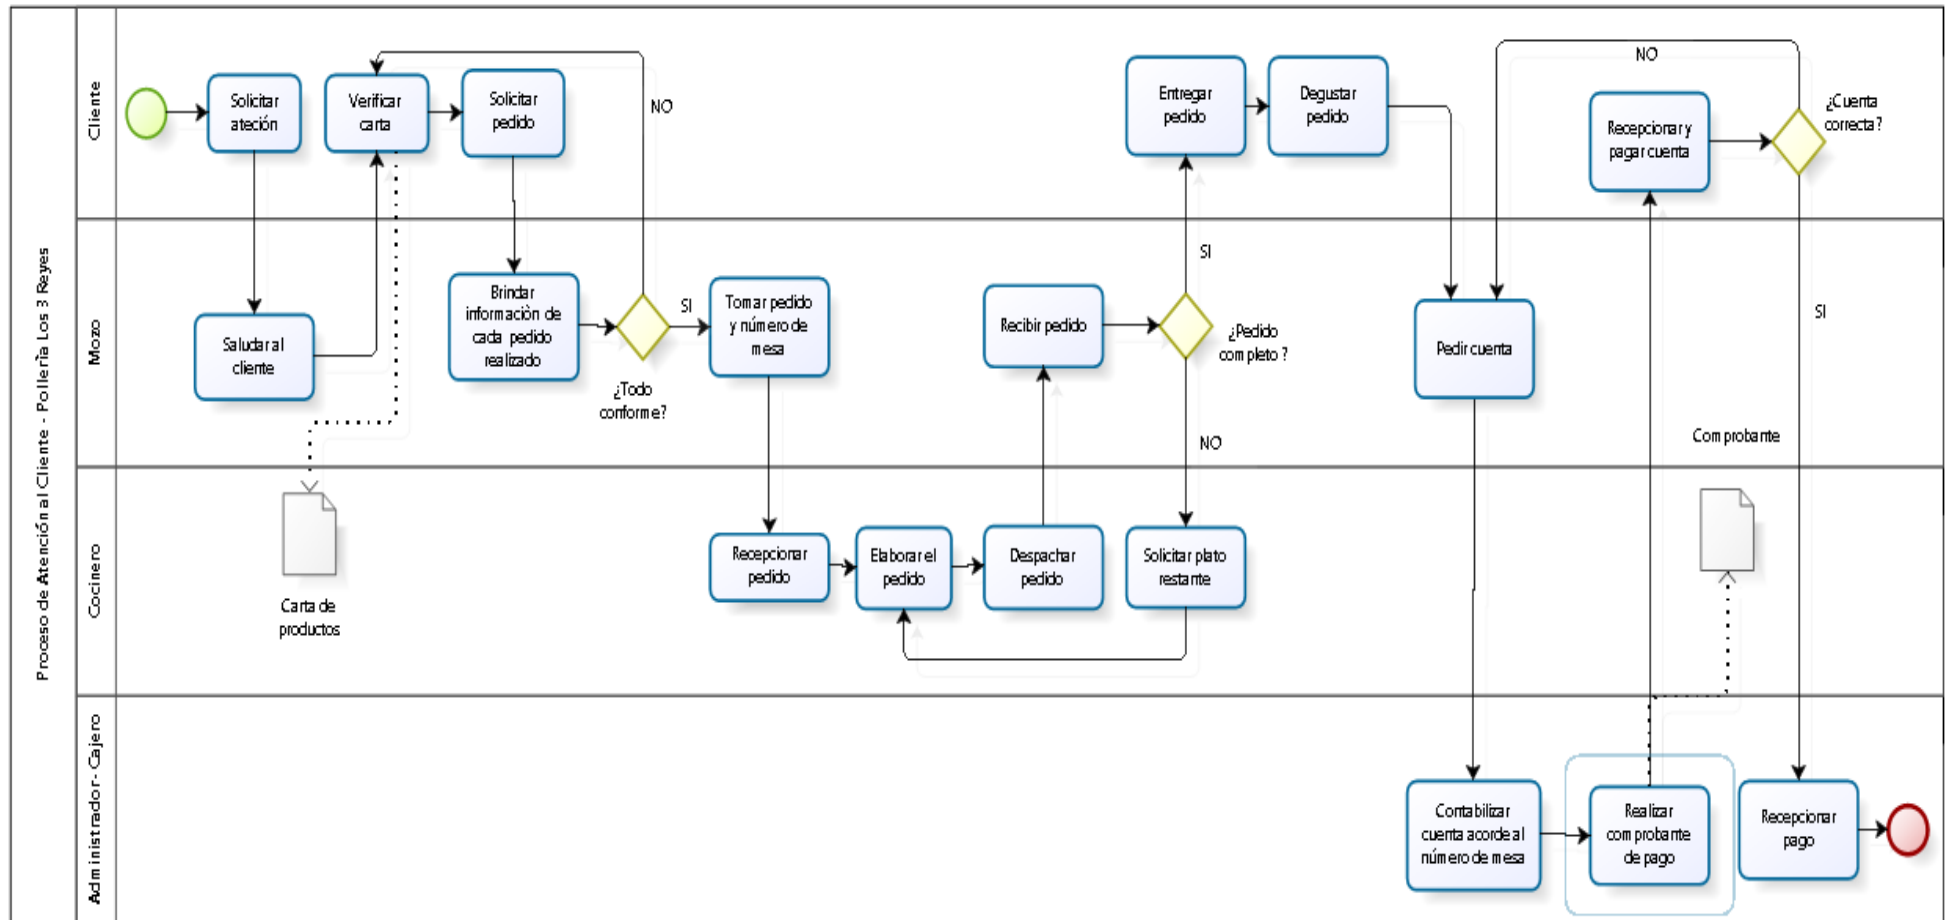 Proceso de Atención al Cliente - Pollería Los 3 Reyes
Cliente
Solicitar
ateción
Verificar
carta
Solicitar
pedido
NO
Entregar
pedido
Degustar
pedido
NO
Recepcionar y
pagar cuenta
¿Cuenta
correcta?
Mozo
Saludar al
cliente
Brindar
informaciòn de
cada pedido
realizado
¿Todo
conforme?
SI
Tomar pedido
y número de
mesa
Recibir pedido
SI
¿Pedido
completo ?
NO
Pedir cuenta
SI
Comprobante
Cocinero
Carta de
productos
Recepcionar
pedido
Elaborar el
pedido
Despachar
pedido
Solicitar plato
restante
Administrador - Cajero
Contabilizar
cuenta acorde al
número de mesa
Realizar
comprobante
de pago
Recepcionar
pago